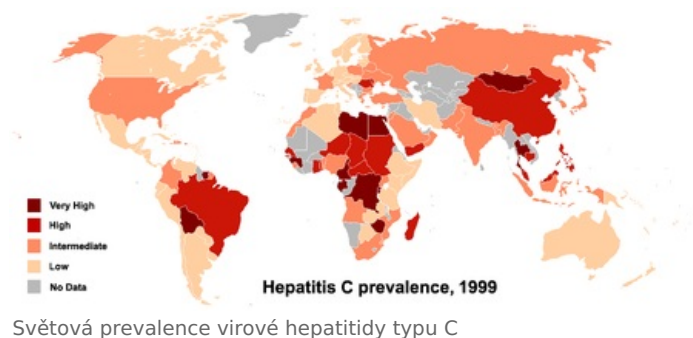 Very High
High
Intermediate
Low
No Data
Hepatitis C prevalence, 1999
Světová prevalence virové hepatitidy typu C